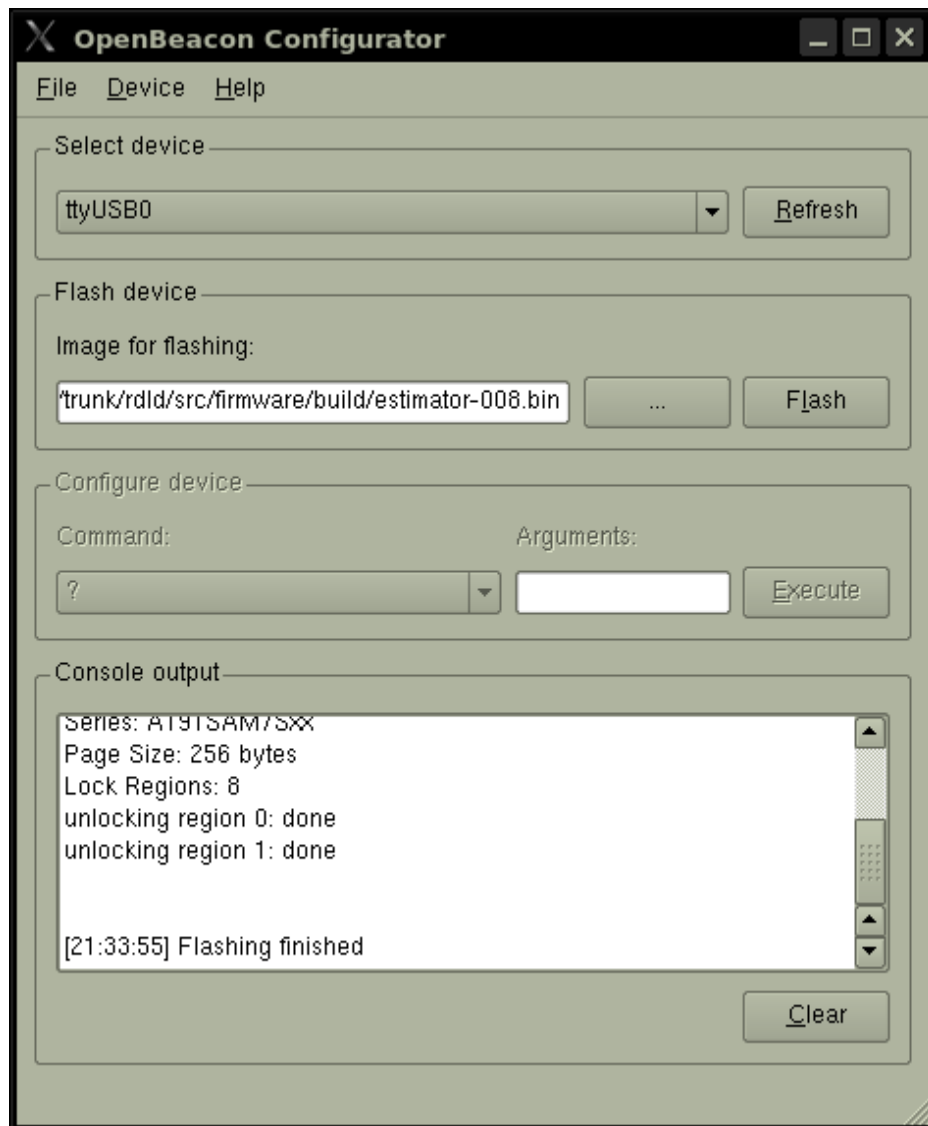 OpenBeacon Configurator
File Device Help
Select device
ttyUSB0
Refresh
Flash device
Image for flashing:
/trunk/rdld/src/firmware/build/estimator-008.bin
...
Flash
Configure device
Command:
Arguments:
?
Execute
Console output
Series: AT91SAM7Sxx
Page Size: 256 bytes
Lock Regions: 8
unlocking region 0: done
unlocking region 1: done
[21:33:55] Flashing finished
Clear